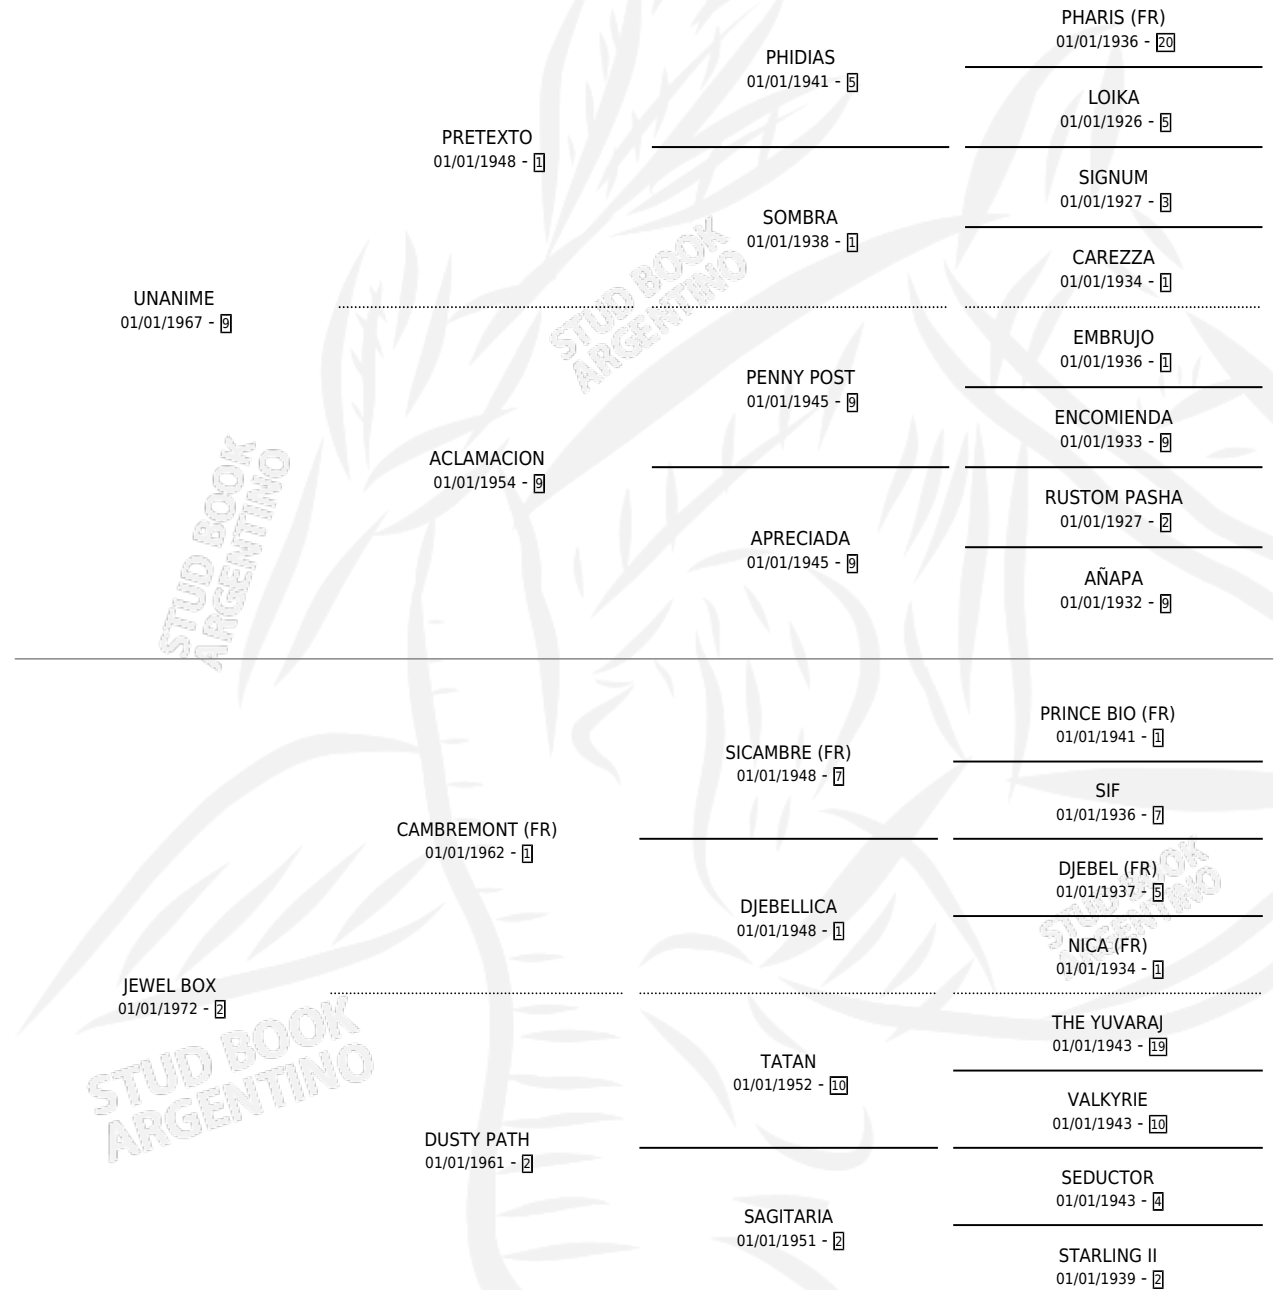 PHARIS (FR)
01/01/1936 - 20
PHIDIAS
01/01/1941 - 5
LOIKA
01/01/1926 - 5
PRETEXTO
01/01/1948 - 1
SIGNUM
01/01/1927 - 3
SOMBRA
01/01/1938 - 1
CAREZZA
01/01/1934 - 1
UNANIME
01/01/1967 - 9
EMBRUJO
01/01/1936 - 1
PENNY POST
01/01/1945 - 9
ENCOMIENDA
01/01/1933 - 9
ACLAMACION
01/01/1954 - 9
RUSTOM PASHA
01/01/1927 - 2
APRECIADA
01/01/1945 - 9
AÑAPA
01/01/1932 - 9
PRINCE BIO (FR)
01/01/1941 - 1
SICAMBRE (FR)
01/01/1948 - 7
SIF
01/01/1936 - 7
CAMBREMONT (FR)
01/01/1962 - 1
DJEBEL (FR)
01/01/1937 - 5
DJEBELLICA
01/01/1948 - 1
NICA (FR)
01/01/1934 - 1
JEWEL BOX
01/01/1972 - 2
THE YUVARAJ
01/01/1943 - 19
TATAN
01/01/1952 - 10
VALKYRIE
01/01/1943 - 10
DUSTY PATH
01/01/1961 - 2
SEDUCTOR
01/01/1943 - 4
SAGITARIA
01/01/1951 - 2
STARLING II
01/01/1939 - 2
STUD BOOK
ARGENTINO
STUD BOOK
ARGENTINO
STUD BOOK
ARGENTINO
STUD BOOK
ARGENTINO